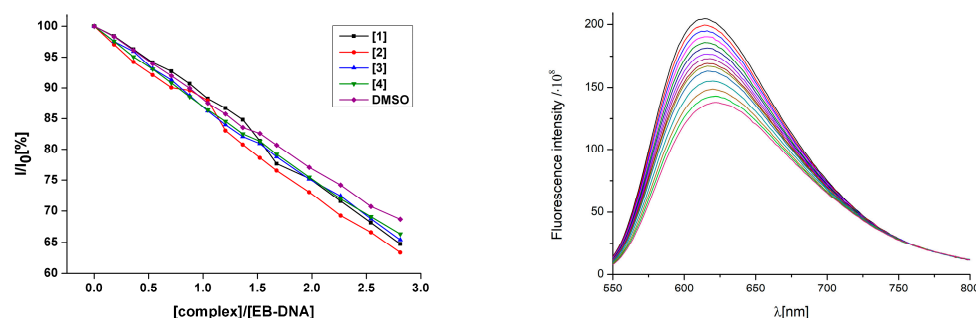 I/I0[%]
100
95
90
85
80
75
70
65
60
0.0 0.5 1.0 1.5 2.0 2.5 3.0
[complex]/[EB-DNA]
[1]
[2]
[3]
[4]
DMSO
Fluorescence intensity /·10⁸
200
150
100
50
0
550 600 650 700 750 800
λ[nm]